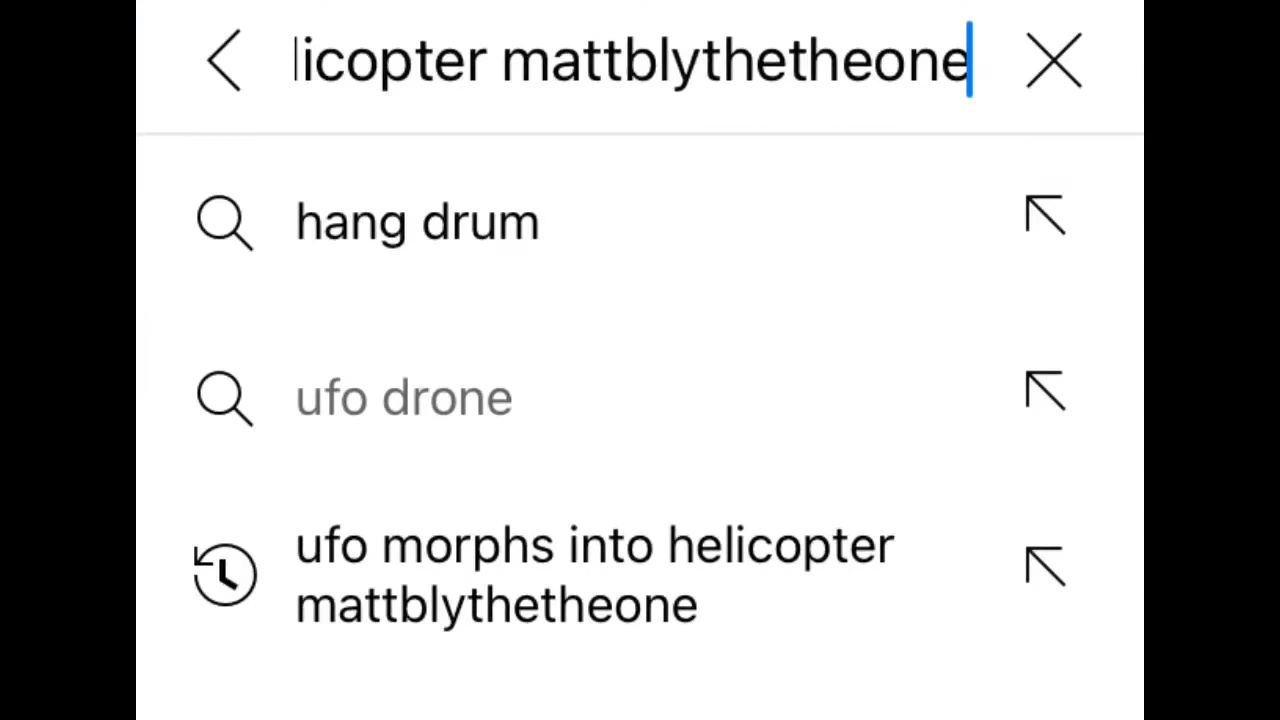 licopter mattblythetheone
hang drum
ufo drone
ufo morphs into helicopter
mattblythetheone